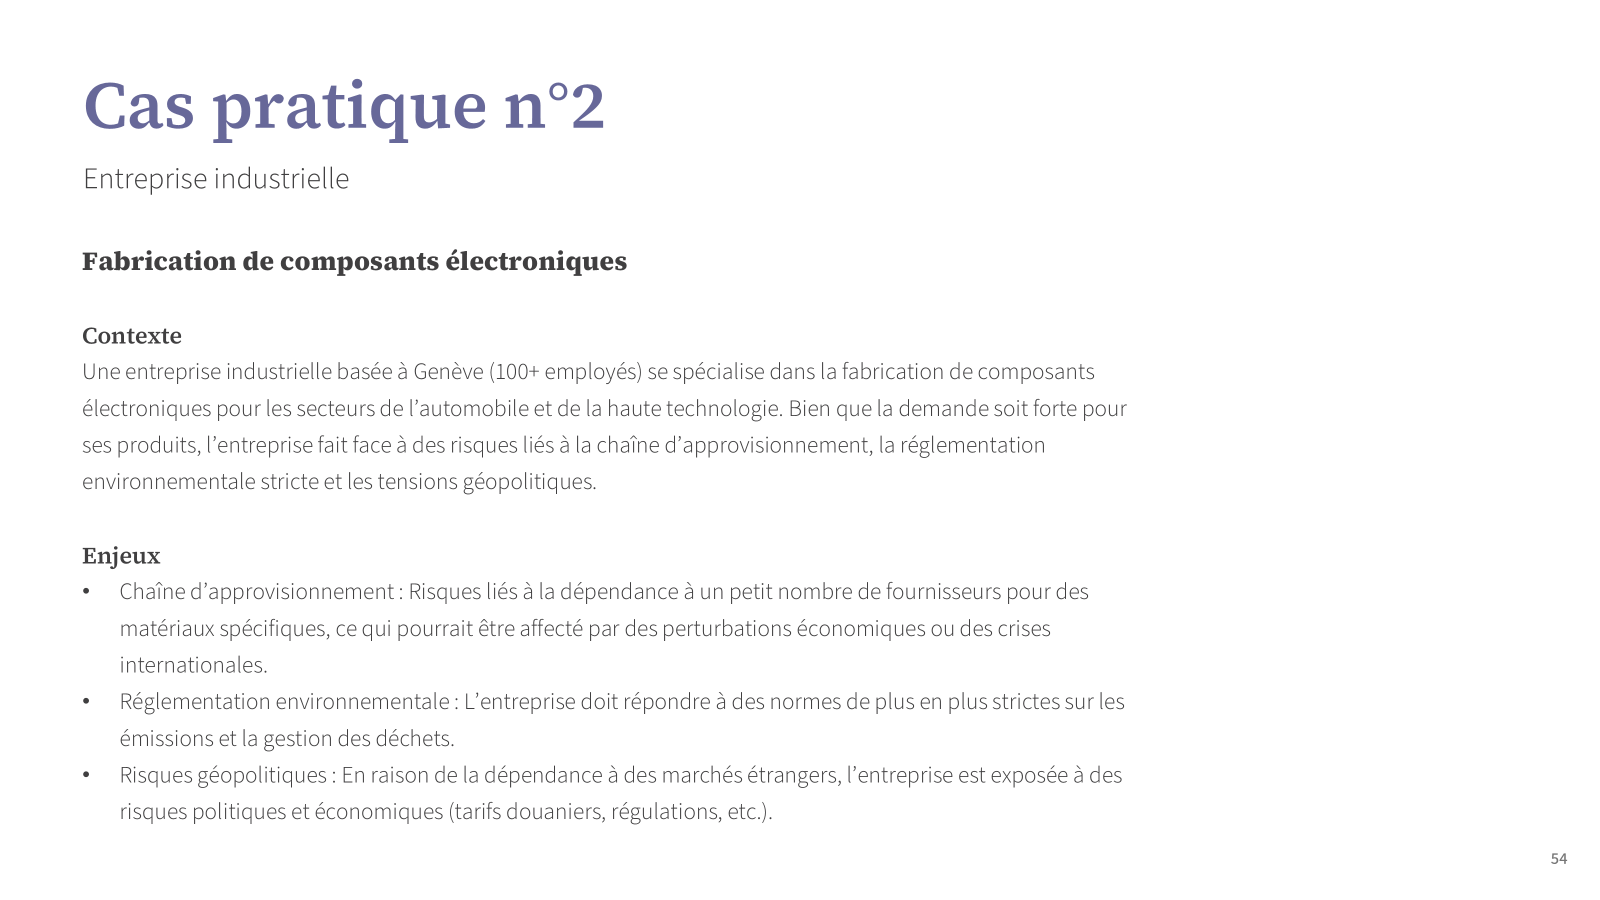 Cas pratique n°2
Entreprise industrielle
Fabrication de composants électroniques
Contexte
Une entreprise industrielle basée à Genève (100+ employés) se spécialise dans la fabrication de composants
électroniques pour les secteurs de l’automobile et de la haute technologie. Bien que la demande soit forte pour
ses produits, l’entreprise fait face à des risques liés à la chaîne d’approvisionnement, la réglementation
environnementale stricte et les tensions géopolitiques.
Enjeux
• Chaîne d’approvisionnement : Risques liés à la dépendance à un petit nombre de fournisseurs pour des
matériaux spécifiques, ce qui pourrait être affecté par des perturbations économiques ou des crises
internationales.
• Réglementation environnementale : L’entreprise doit répondre à des normes de plus en plus strictes sur les
émissions et la gestion des déchets.
• Risques géopolitiques : En raison de la dépendance à des marchés étrangers, l’entreprise est exposée à des
risques politiques et économiques (tarifs douaniers, régulations, etc.).
54